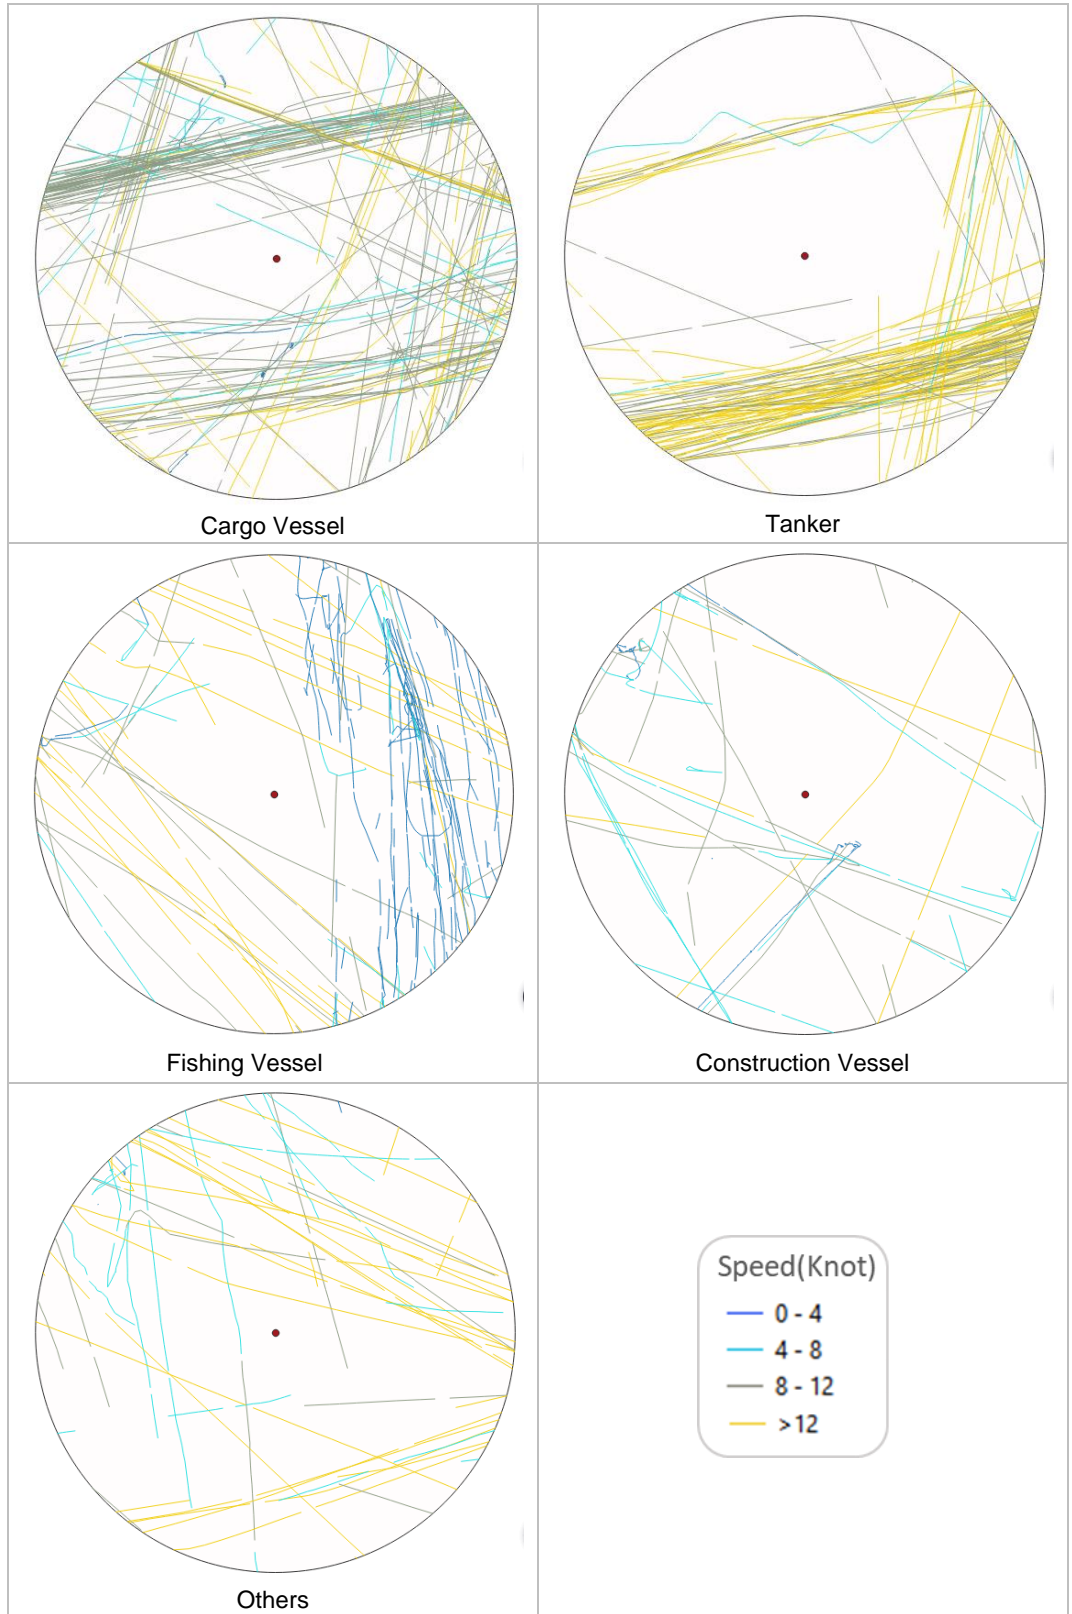 Cargo Vessel
Tanker
Fishing Vessel
Construction Vessel
Others
Speed(Knot)
0 - 4
4 - 8
8 - 12
>12